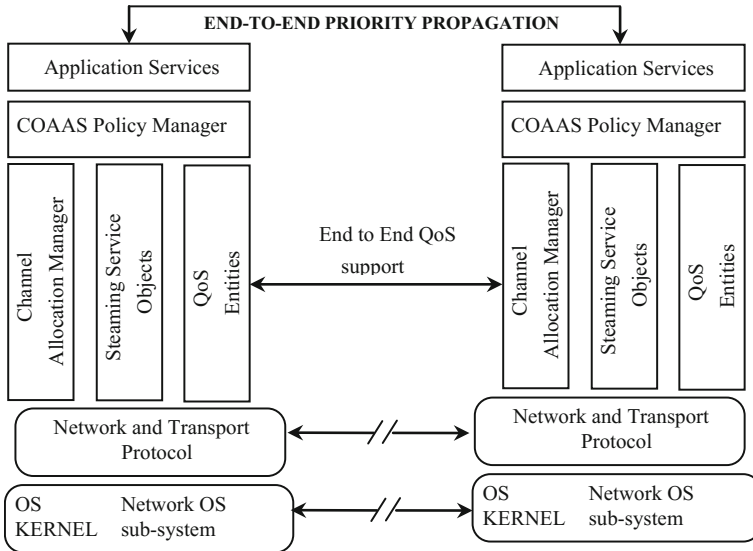 END-TO-END PRIORITY PROPAGATION
Application Services
COAAS Policy Manager
Channel
Allocation Manager
Steaming Service
Objects
QoS
Entities
Network and Transport
Protocol
OS
KERNEL
Network OS
sub-system
End to End QoS
support
Application Services
COAAS Policy Manager
Channel
Allocation Manager
Steaming Service
Objects
QoS
Entities
Network and Transport
Protocol
OS
KERNEL
Network OS
sub-system